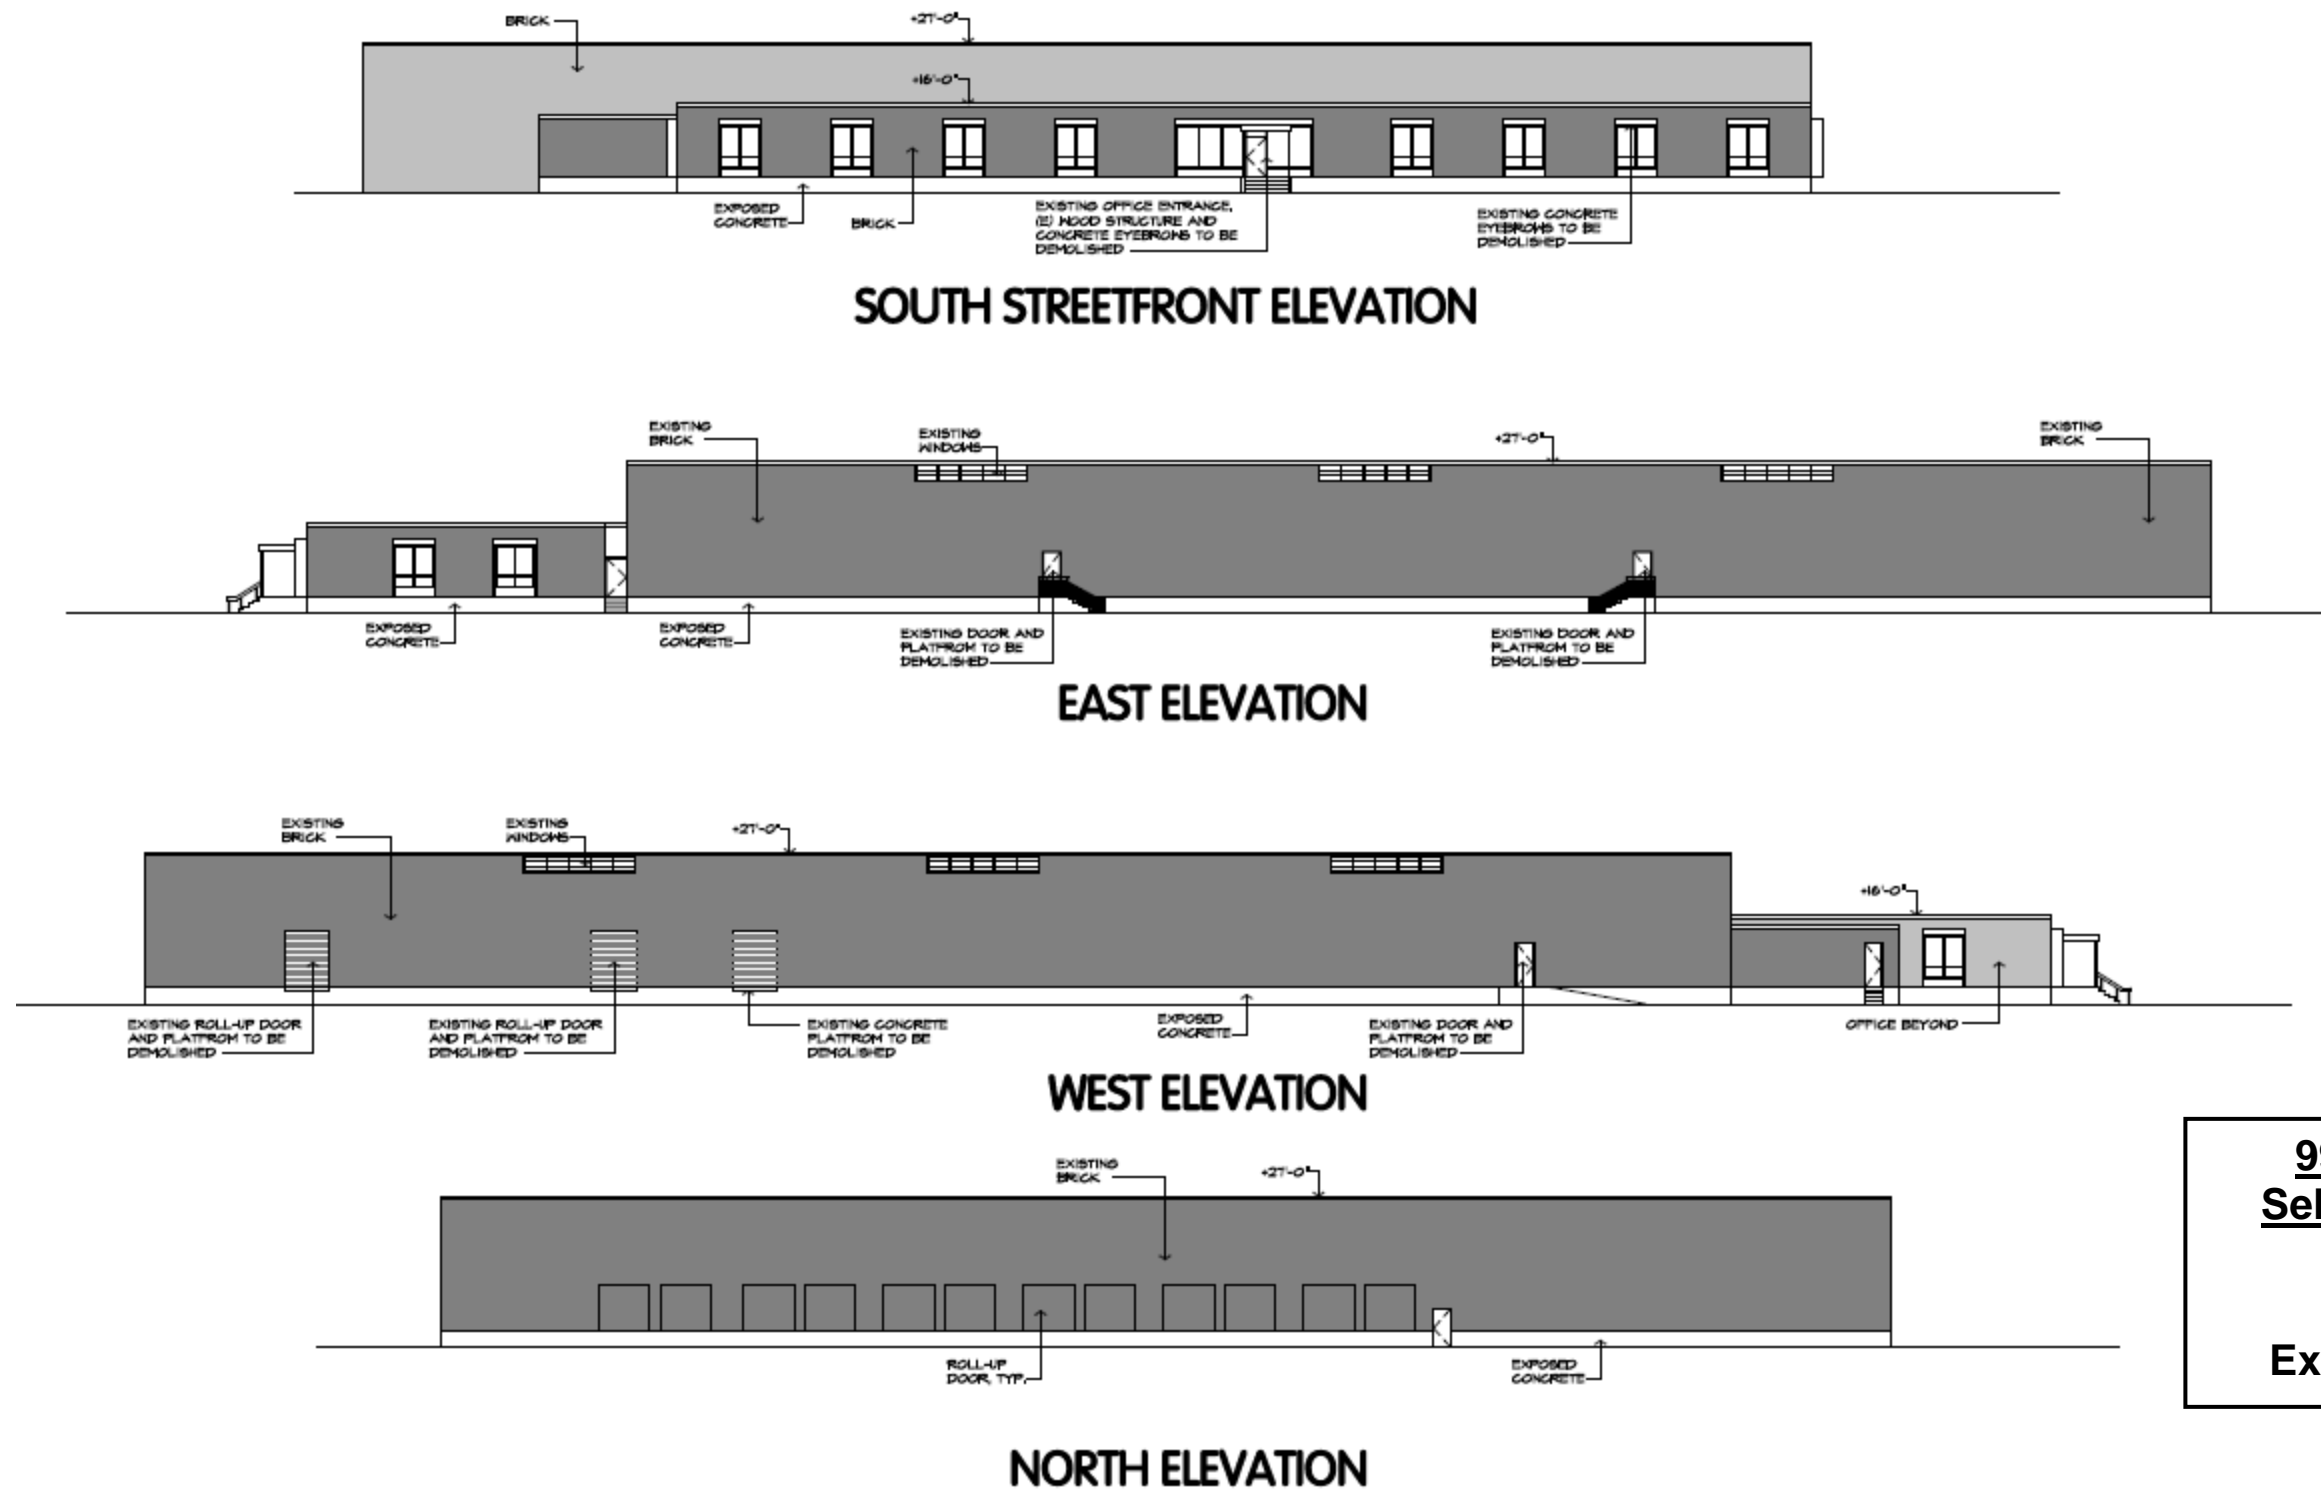 BRICK
+27'-0"
+16'-0"
EXPOSED
CONCRETE
BRICK
EXISTING OFFICE ENTRANCE,
(E) WOOD STRUCTURE AND
CONCRETE EYEBROWS TO BE
DEMOLISHED
EXISTING CONCRETE
EYEBROWS TO BE
DEMOLISHED
SOUTH STREETFRONT ELEVATION
EXISTING
BRICK
EXISTING
WINDOWS
+27'-0"
EXISTING
BRICK
EXPOSED
CONCRETE
EXPOSED
CONCRETE
EXISTING DOOR AND
PLATFROM TO BE
DEMOLISHED
EXISTING DOOR AND
PLATFROM TO BE
DEMOLISHED
EAST ELEVATION
EXISTING
BRICK
EXISTING
WINDOWS
+27'-0"
+16'-0"
EXISTING ROLL-UP DOOR
AND PLATFROM TO BE
DEMOLISHED
EXISTING ROLL-UP DOOR
AND PLATFROM TO BE
DEMOLISHED
EXISTING CONCRETE
PLATFROM TO BE
DEMOLISHED
EXPOSED
CONCRETE
EXISTING DOOR AND
PLATFROM TO BE
DEMOLISHED
OFFICE BEYOND
WEST ELEVATION
EXISTING
BRICK
+27'-0"
ROLL-UP
DOOR, TYP.
EXPOSED
CONCRETE
NORTH ELEVATION
Sel
Ex